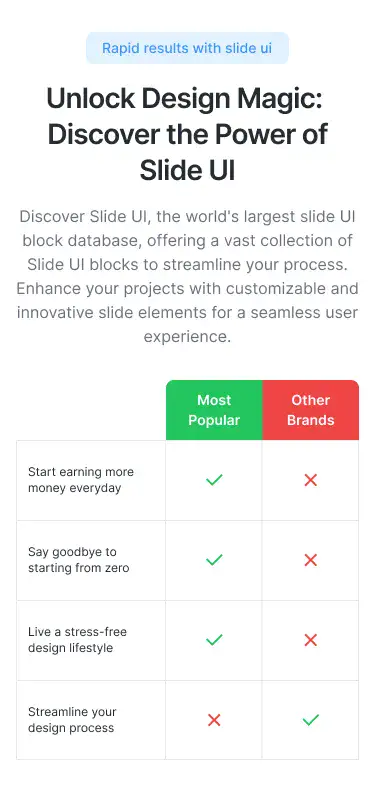 Rapid results with slide ui
Unlock Design Magic:
Discover the Power of
Slide UI
Discover Slide UI, the world's largest slide UI
block database, offering a vast collection of
Slide UI blocks to streamline your process.
Enhance your projects with customizable and
innovative slide elements for a seamless user
experience.
Most
Popular
Other
Brands
Start earning more
money everyday
Say goodbye to
starting from zero
Live a stress-free
design lifestyle
Streamline your
design process